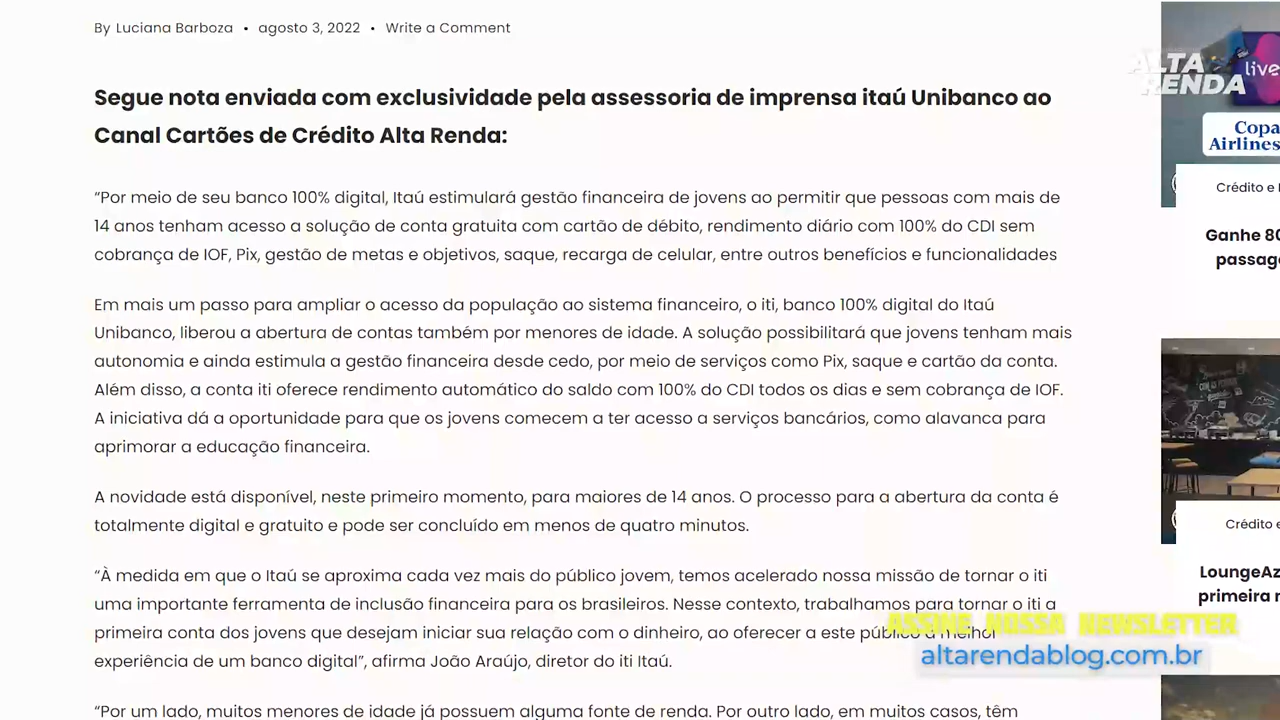 By Luciana Barboza • agosto 3, 2022 • Write a Comment
Segue nota enviada com exclusividade pela assessoria de imprensa itaú Unibanco ao
Canal Cartões de Crédito Alta Renda:
“Por meio de seu banco 100% digital, Itaú estimulará gestão financeira de jovens ao permitir que pessoas com mais de
14 anos tenham acesso a solução de conta gratuita com cartão de débito, rendimento diário com 100% do CDI sem
cobrança de IOF, Pix, gestão de metas e objetivos, saque, recarga de celular, entre outros benefícios e funcionalidades
Em mais um passo para ampliar o acesso da população ao sistema financeiro, o iti, banco 100% digital do Itaú
Unibanco, liberou a abertura de contas também por menores de idade. A solução possibilitará que jovens tenham mais
autonomia e ainda estimula a gestão financeira desde cedo, por meio de serviços como Pix, saque e cartão da conta.
Além disso, a conta iti oferece rendimento automático do saldo com 100% do CDI todos os dias e sem cobrança de IOF.
A iniciativa dá a oportunidade para que os jovens comecem a ter acesso a serviços bancários, como alavanca para
aprimorar a educação financeira.
A novidade está disponível, neste primeiro momento, para maiores de 14 anos. O processo para a abertura da conta é
totalmente digital e gratuito e pode ser concluído em menos de quatro minutos.
“À medida em que o Itaú se aproxima cada vez mais do público jovem, temos acelerado nossa missão de tornar o iti
uma importante ferramenta de inclusão financeira para os brasileiros. Nesse contexto, trabalhamos para tornar o iti a
primeira conta dos jovens que desejam iniciar sua relação com o dinheiro, ao oferecer a este público a melhor
experiência de um banco digital”, afirma João Araújo, diretor do iti Itaú.
“Por um lado, muitos menores de idade já possuem alguma fonte de renda. Por outro lado, em muitos casos, têm
ALTA
RENDA
live
Copa
Airlines
Crédito e
Ganhe 80
passag
Crédito e
LoungeAz
primeira
ASSINE NOSSA NEWSLETTER
altarendablog.com.br